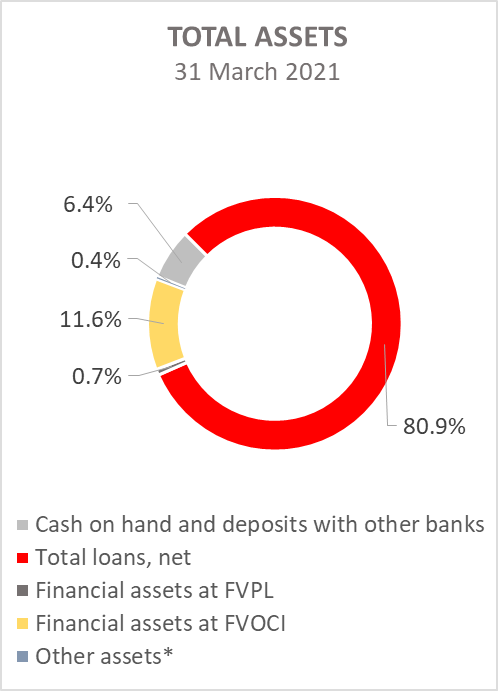 TOTAL ASSETS
31 March 2021
6.4%
0.4%
11.6%
0.7%
80.9%
Cash on hand and deposits with other banks
Total loans, net
Financial assets at FVPL
Financial assets at FVOCI
Other assets*